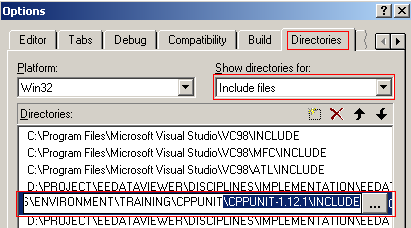 Options
Editor
Tabs
Debug
Compatibility
Build
Directories
Platform:
Show directories for:
Win32
Include files
Directories:
C:\Program Files\Microsoft Visual Studio\VC98\INCLUDE
C:\Program Files\Microsoft Visual Studio\VC98\MFC\INCLUDE
C:\Program Files\Microsoft Visual Studio\VC98\ATL\INCLUDE
D:\PROJECT\EEDATAVIEWER\DISCIPLINES\IMPLEMENTATION\EEDA
S\ENVIRONMENT\TRAINING\CPPUNIT\CPPUNIT-1.12.1\INCLUDE ...
D:\PROJECT\EEDATAVIEWER\DISCIPLINES\IMPLEMENTATION\EED